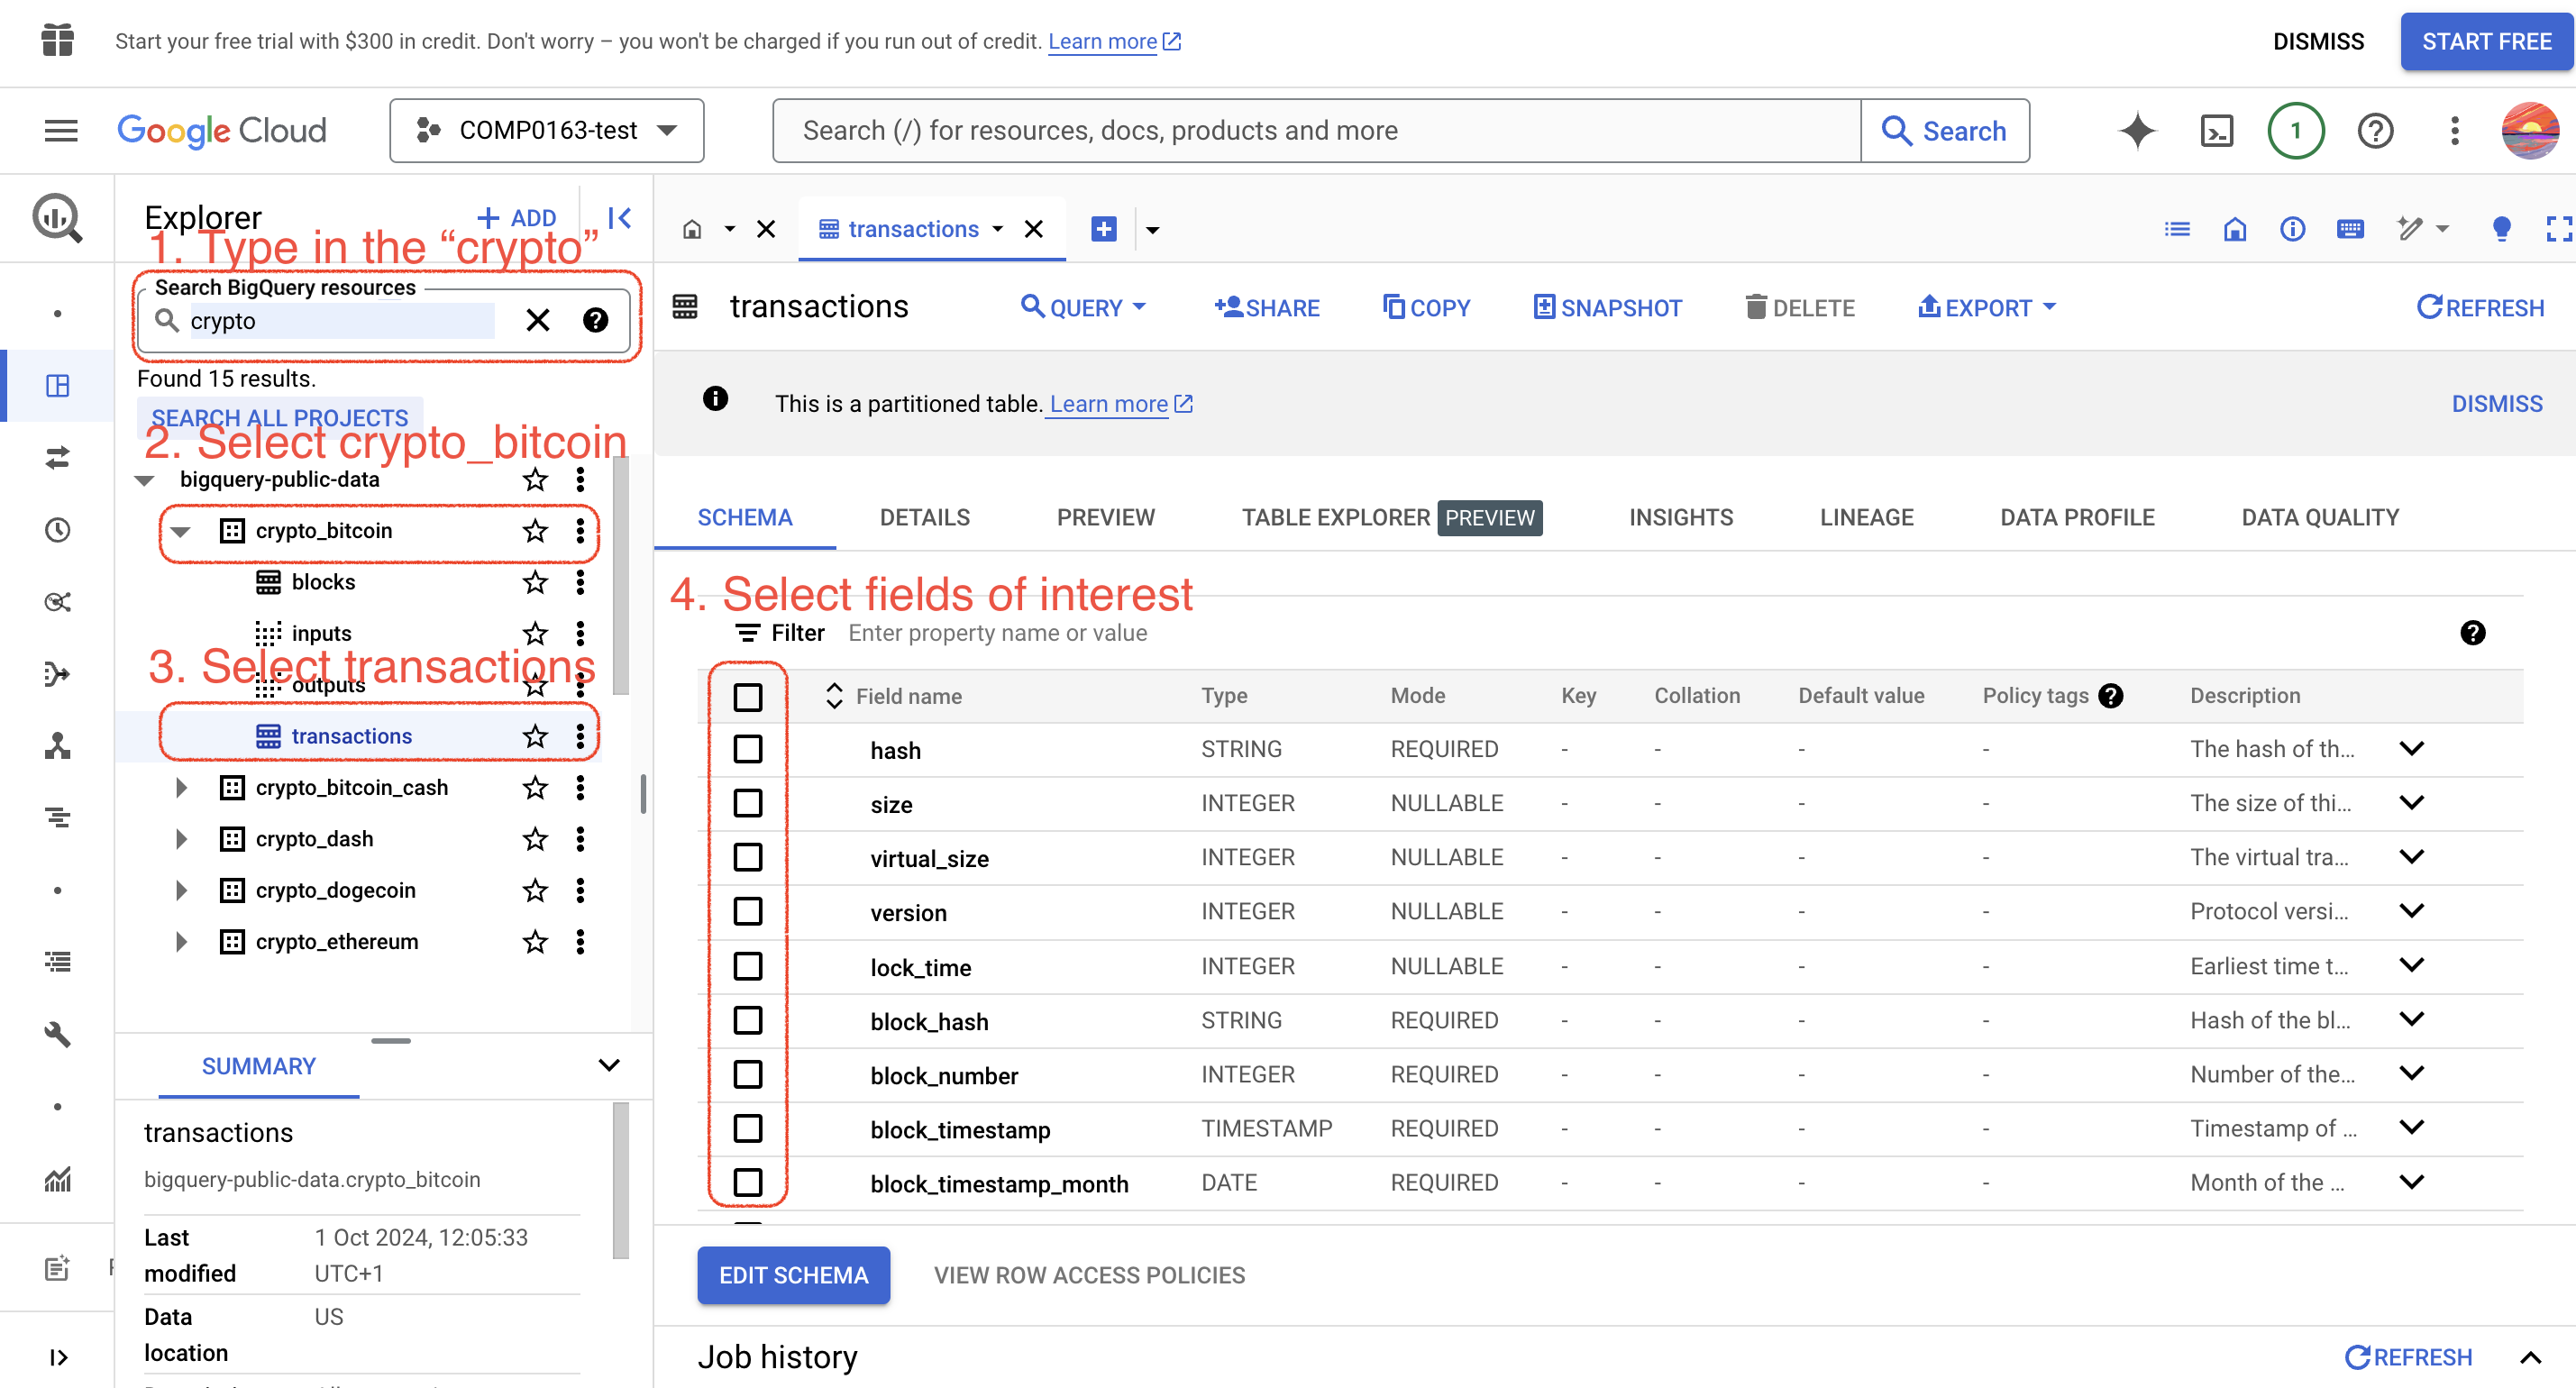 Start your free trial with $300 in credit. Don't worry – you won't be charged if you run out of credit. Learn more
DISMISS
START FREE
Google Cloud
COMP0163-test
Search (/) for resources, docs, products and more
Search
1
Explorer
+ ADD
1. Type in the “crypto”
Search BigQuery resources
crypto
Found 15 results.
SEARCH ALL PROJECTS
2. Select crypto_bitcoin
bigquery-public-data
crypto_bitcoin
blocks
inputs
3. Select transactions
outputs
transactions
crypto_bitcoin_cash
crypto_dash
crypto_dogecoin
crypto_ethereum
SUMMARY
transactions
bigquery-public-data.crypto_bitcoin
Last modified 1 Oct 2024, 12:05:33 UTC+1
Data location US
transactions
transactions
QUERY
SHARE
COPY
SNAPSHOT
DELETE
EXPORT
REFRESH
This is a partitioned table. Learn more
DISMISS
SCHEMA DETAILS PREVIEW TABLE EXPLORER PREVIEW INSIGHTS LINEAGE DATA PROFILE DATA QUALITY
4. Select fields of interest
Filter Enter property name or value
Field name Type Mode Key Collation Default value Policy tags Description
hash STRING REQUIRED - - - - The hash of th...
size INTEGER NULLABLE - - - - The size of thi...
virtual_size INTEGER NULLABLE - - - - The virtual tra...
version INTEGER NULLABLE - - - - Protocol versi...
lock_time INTEGER NULLABLE - - - - Earliest time t...
block_hash STRING REQUIRED - - - - Hash of the bl...
block_number INTEGER REQUIRED - - - - Number of the...
block_timestamp TIMESTAMP REQUIRED - - - - Timestamp of ...
block_timestamp_month DATE REQUIRED - - - - Month of the ...
EDIT SCHEMA
VIEW ROW ACCESS POLICIES
Job history
REFRESH